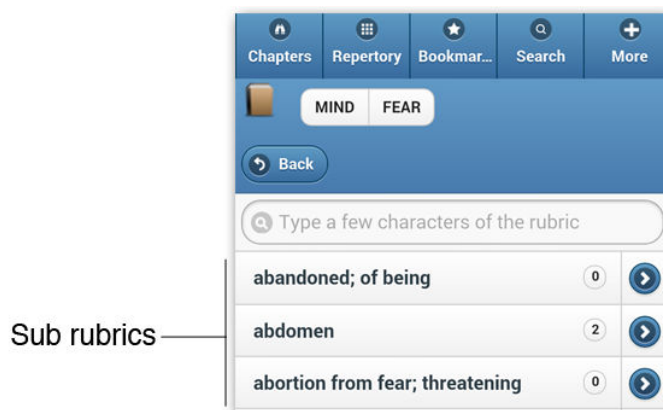 Chapters Repertory Bookmar... Search More
MIND FEAR
Back
Type a few characters of the rubric
abandoned; of being 0
Sub rubrics
abdomen 2
abortion from fear; threatening 0